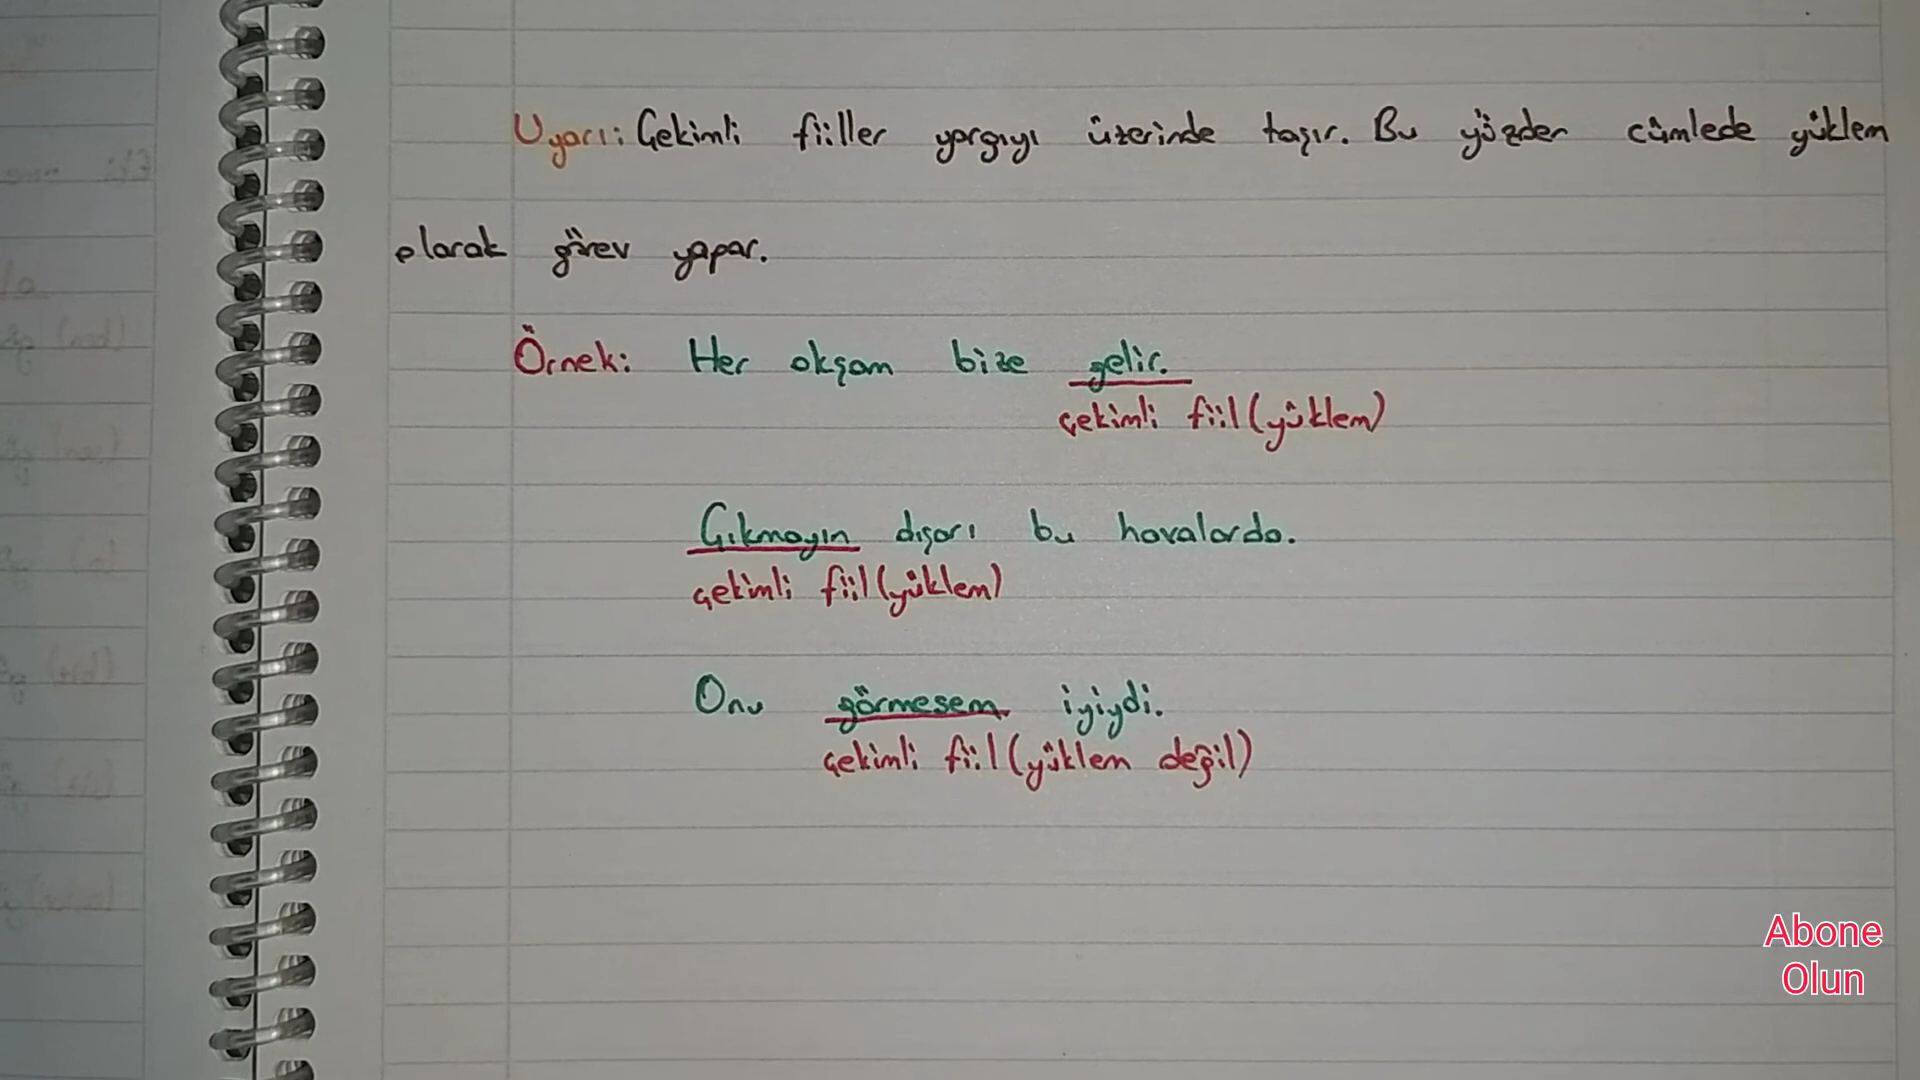 Uyarı: Çekimli fiiller yargıyı üzerinde taşır. Bu yüzden cümlede yüklem
olarak görev yapar.
Örnek: Her akşam bize gelir.
çekimli fiil (yüklem)
Çıkmayın dışarı bu havalarda.
çekimli fiil (yüklem)
Onu görmesem iyiydi.
çekimli fiil (yüklem değil)
Abone
Olun